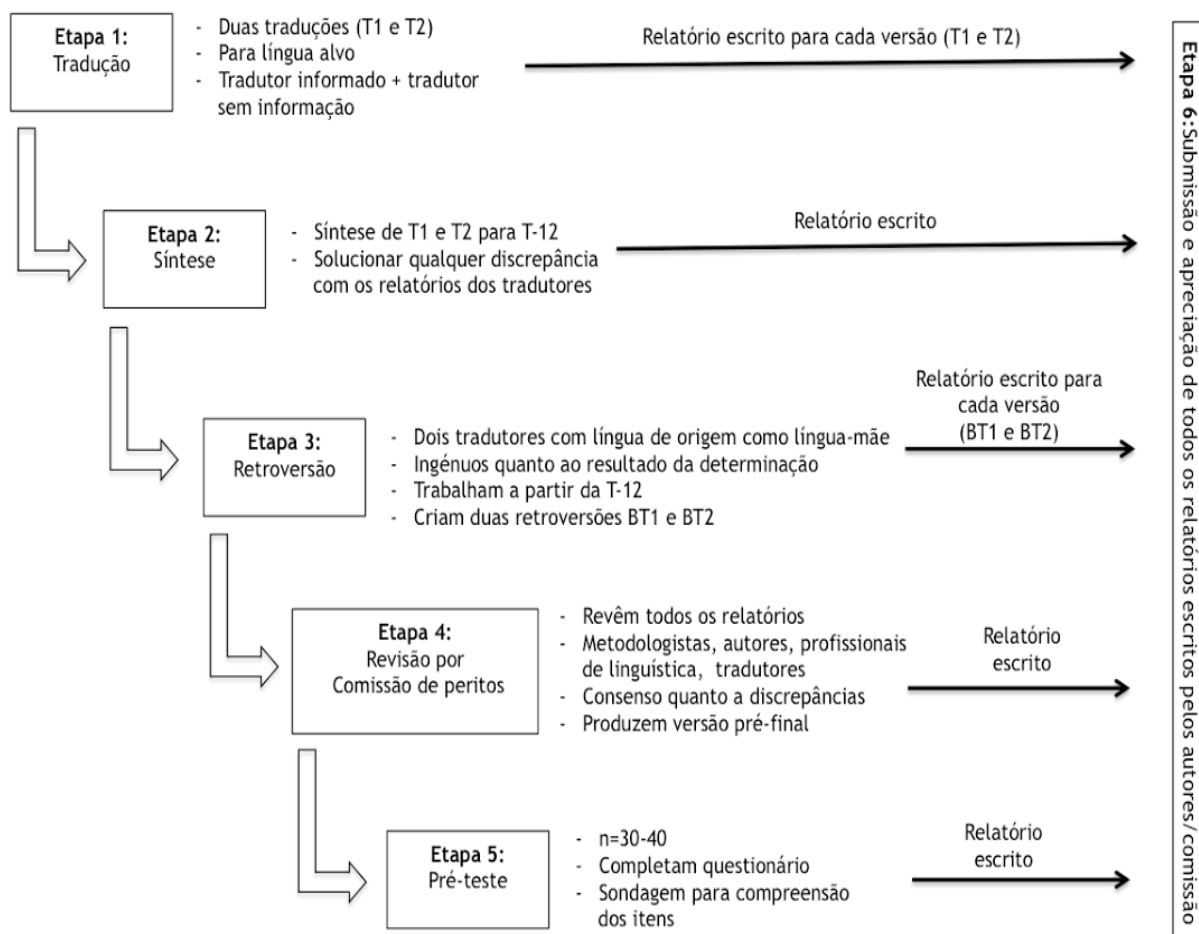 Etapa 1:
Tradução
- Duas traduções (T1 e T2)
- Para língua alvo
- Tradutor informado + tradutor
sem informação
Relatório escrito para cada versão (T1 e T2)
Etapa 2:
Síntese
- Síntese de T1 e T2 para T-12
- Solucionar qualquer discrepância
com os relatórios dos tradutores
Relatório escrito
Etapa 3:
Retroversão
- Dois tradutores com língua de origem como língua-mãe
- Ingénuos quanto ao resultado da determinação
- Trabalham a partir da T-12
- Criam duas retroversões BT1 e BT2
Relatório escrito para
cada versão
(BT1 e BT2)
Etapa 4:
Revisão por
Comissão de peritos
- Revêm todos os relatórios
- Metodologistas, autores, profissionais
de linguística, tradutores
- Consenso quanto a discrepâncias
- Produzem versão pré-final
Relatório
escrito
Etapa 5:
Pré-teste
- n=30-40
- Completam questionário
- Sondagem para compreensão
dos itens
Relatório
escrito
Etapa 6:Submissão e apreciação de todos os relatórios escritos pelos autores/comissão